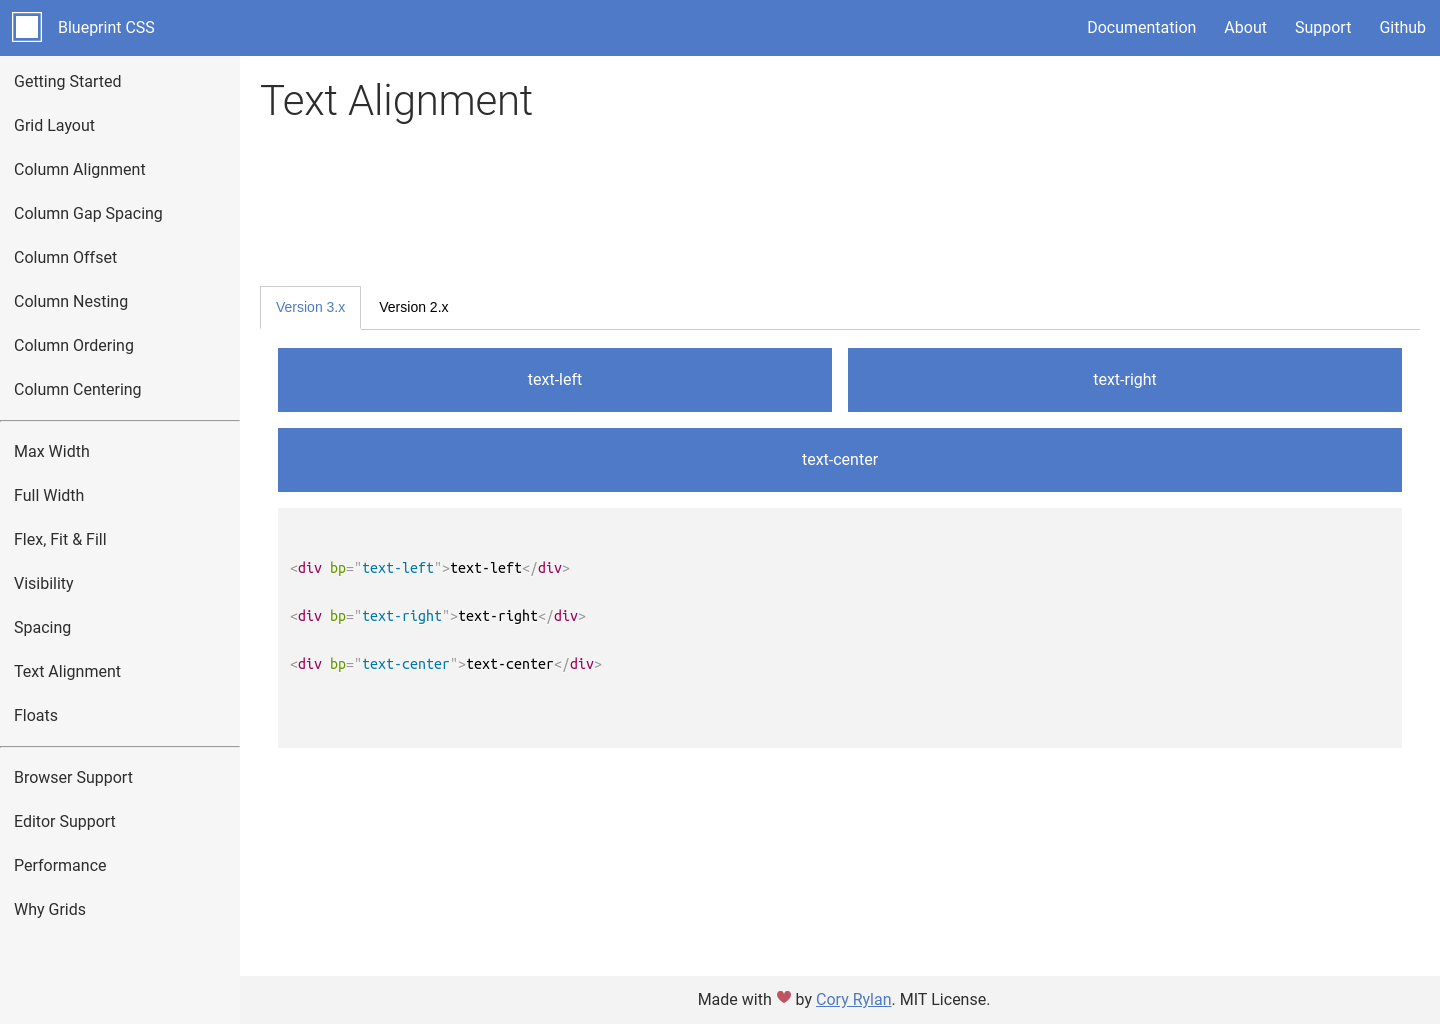 Blueprint CSS
Documentation
About
Support
Github
Getting Started
Grid Layout
Column Alignment
Column Gap Spacing
Column Offset
Column Nesting
Column Ordering
Column Centering
Max Width
Full Width
Flex, Fit & Fill
Visibility
Spacing
Text Alignment
Floats
Browser Support
Editor Support
Performance
Why Grids
Text Alignment
Version 3.x
Version 2.x
text-left
text-right
text-center
<div bp="text-left">text-left</div>
<div bp="text-right">text-right</div>
<div bp="text-center">text-center</div>
Made with ❤ by Cory Rylan. MIT License.